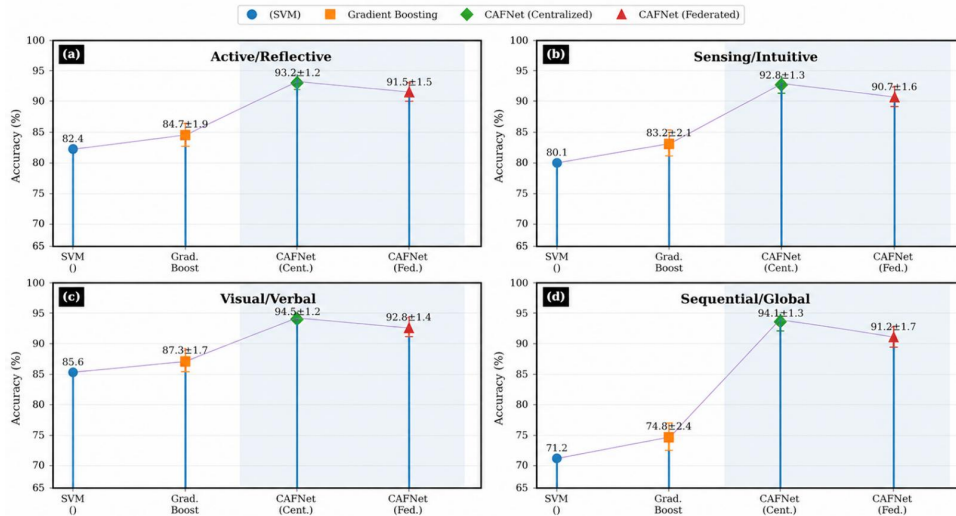 (SVM) Gradient Boosting CAFNet (Centralized) CAFNet (Federated)
(a) Active/Reflective
Accuracy (%)
100
95
90
85
80
75
70
65
82.4
84.7±1.9
93.2±1.2
91.5±1.5
SVM
()
Grad.
Boost
CAFNet
(Cent.)
CAFNet
(Fed.)
(b) Sensing/Intuitive
Accuracy (%)
100
95
90
85
80
75
70
65
80.1
83.2±2.1
92.8±1.3
90.7±1.6
SVM
()
Grad.
Boost
CAFNet
(Cent.)
CAFNet
(Fed.)
(c) Visual/Verbal
Accuracy (%)
100
95
90
85
80
75
70
65
85.6
87.3±1.7
94.5±1.2
92.8±1.4
SVM
()
Grad.
Boost
CAFNet
(Cent.)
CAFNet
(Fed.)
(d) Sequential/Global
Accuracy (%)
100
95
90
85
80
75
70
65
71.2
74.8±2.4
94.1±1.3
91.2±1.7
SVM
()
Grad.
Boost
CAFNet
(Cent.)
CAFNet
(Fed.)